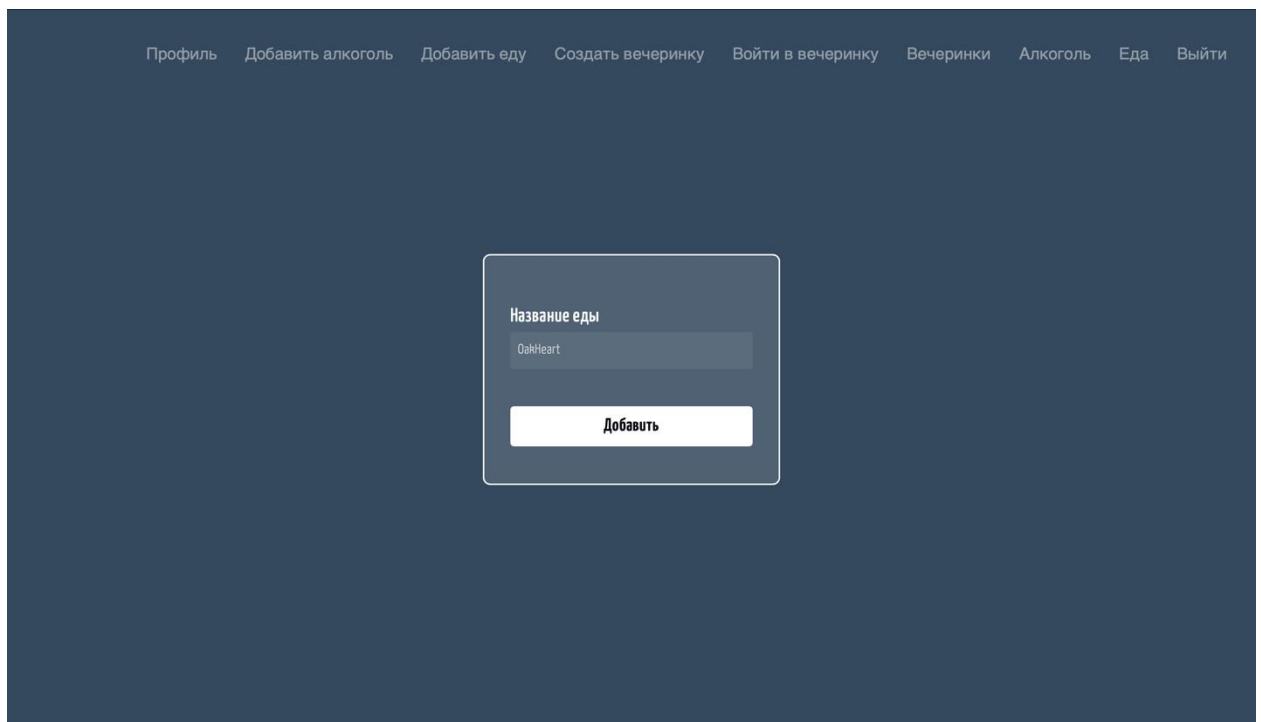 Профиль Добавить алкоголь Добавить еду Создать вечеринку Войти в вечеринку Вечеринки Алкоголь Еда Выйти
Название еды
OakHeart
Добавить